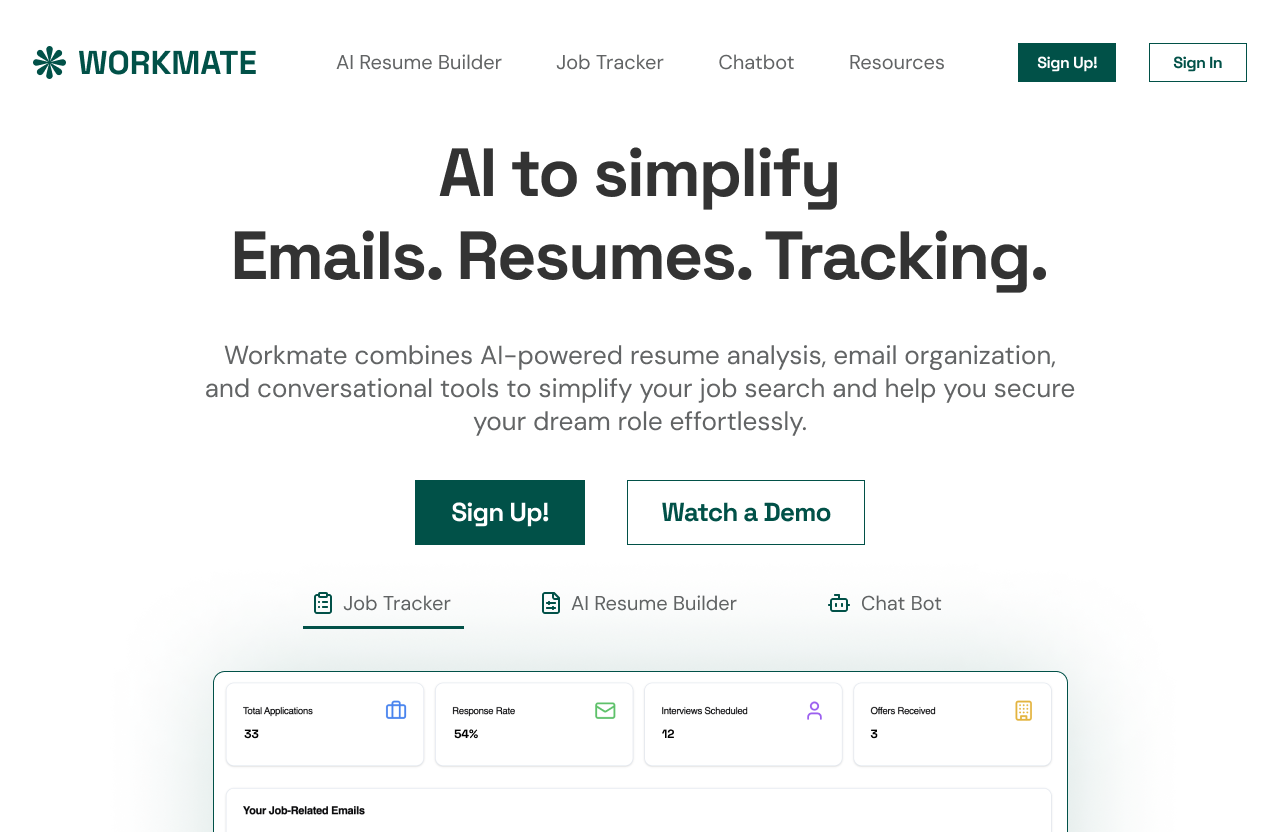 WORKMATE
AI Resume Builder
Job Tracker
Chatbot
Resources
Sign Up!
Sign In
AI to simplify
Emails. Resumes. Tracking.
Workmate combines AI-powered resume analysis, email organization,
and conversational tools to simplify your job search and help you secure
your dream role effortlessly.
Sign Up!
Watch a Demo
Job Tracker
AI Resume Builder
Chat Bot
Total Applications
33
Response Rate
54%
Interviews Scheduled
12
Offers Received
3
Your Job-Related Emails